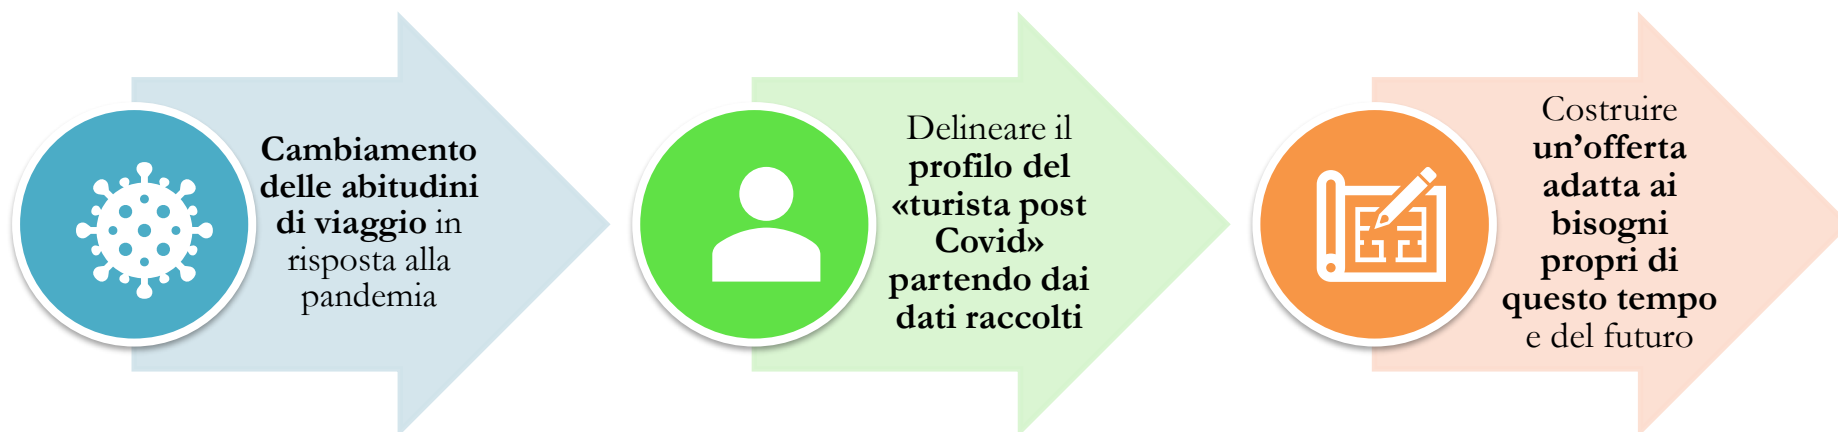 Cambiamento
delle abitudini
di viaggio in
risposta alla
pandemia
Delineare il
profilo del
«turista post
Covid»
partendo dai
dati raccolti
Costruire
un’offerta
adatta ai
bisogni
propri di
questo tempo
e del futuro